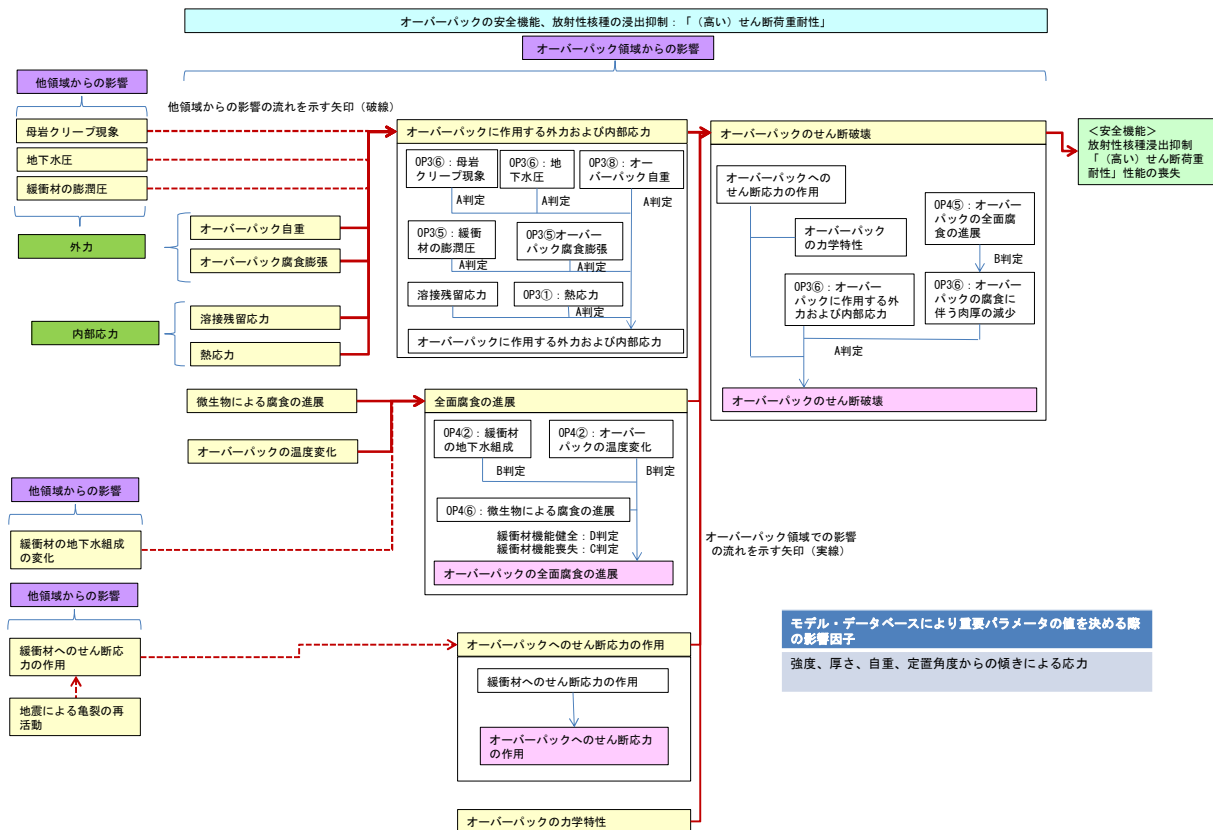 オーバーパックの安全機能、放射性核種の浸出抑制：「（高い）せん断荷重耐性」
オーバーパック領域からの影響
他領域からの影響
他領域からの影響の流れを示す矢印（破線）
母岩クリープ現象
地下水圧
緩衝材の膨潤圧
外力
オーバーパック自重
オーバーパック腐食膨張
内部応力
溶接残留応力
熱応力
オーバーパックに作用する外力および内部応力
OP3⑥：母岩
クリープ現象
OP3⑥：地
下水圧
OP3⑧：オー
バーパック自重
A判定
A判定
A判定
OP3⑤：緩衝
材の膨潤圧
OP3⑤オーバー
パック腐食膨張
A判定
A判定
溶接残留応力
OP3①：熱応力
A判定
オーバーパックに作用する外力および内部応力
オーバーパックのせん断破壊
オーバーパックへの
せん断応力の作用
オーバーパック
の力学特性
OP4⑤：オーバー
パックの全面腐
食の進展
B判定
OP3⑥：オーバー
パックに作用する外
力および内部応力
OP3⑥：オーバー
パックの腐食に
伴う肉厚の減少
A判定
オーバーパックのせん断破壊
＜安全機能＞
放射性核種浸出抑制
「（高い）せん断荷重
耐性」性能の喪失
微生物による腐食の進展
オーバーパックの温度変化
全面腐食の進展
OP4②：緩衝材
の地下水組成
OP4②：オーバー
パックの温度変化
B判定
B判定
OP4⑥：微生物による腐食の進展
緩衝材機能健全：D判定
緩衝材機能喪失：C判定
オーバーパックの全面腐食の進展
他領域からの影響
緩衝材の地下水組成
の変化
オーバーパック領域での影響
の流れを示す矢印（実線）
他領域からの影響
緩衝材へのせん断応
力の作用
地震による亀裂の再
活動
オーバーパックへのせん断応力の作用
緩衝材へのせん断応力の作用
オーバーパックへのせん断応力
の作用
モデル・データベースにより重要パラメータの値を決める際
の影響因子
強度、厚さ、自重、定置角度からの傾きによる応力
オーバーパックの力学特性